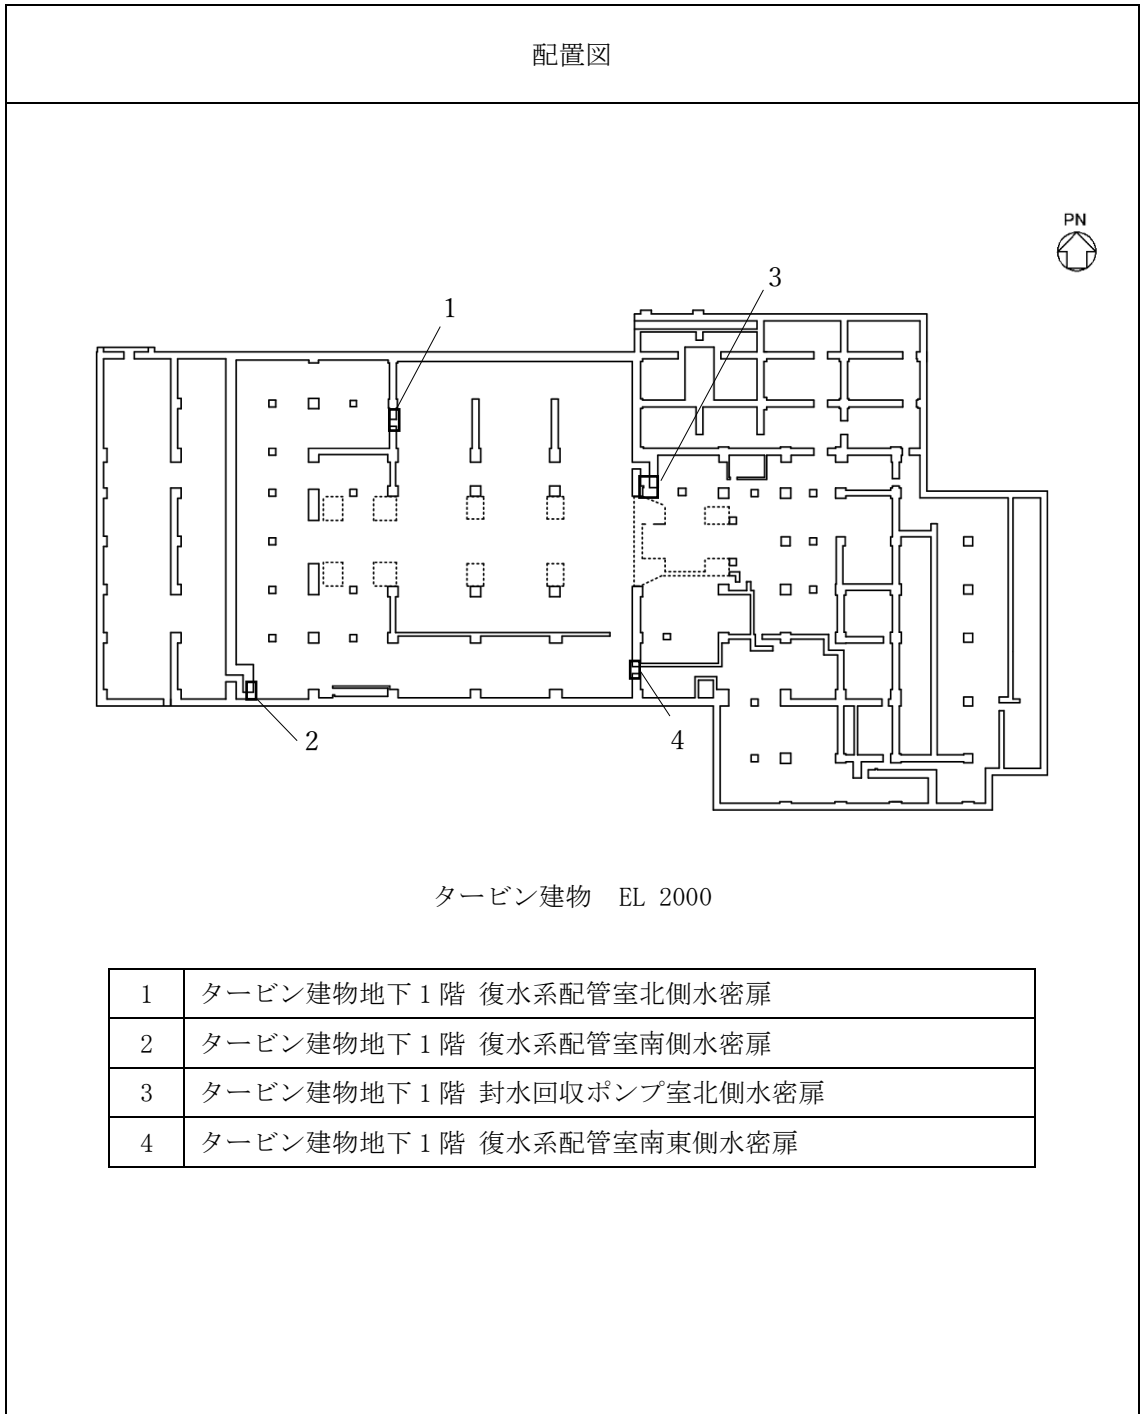 配置図
PN
3
1
2
4
タービン建物 EL 2000
1 タービン建物地下1階 復水系配管室北側水密扉
2 タービン建物地下1階 復水系配管室南側水密扉
3 タービン建物地下1階 封水回収ポンプ室北側水密扉
4 タービン建物地下1階 復水系配管室南東側水密扉